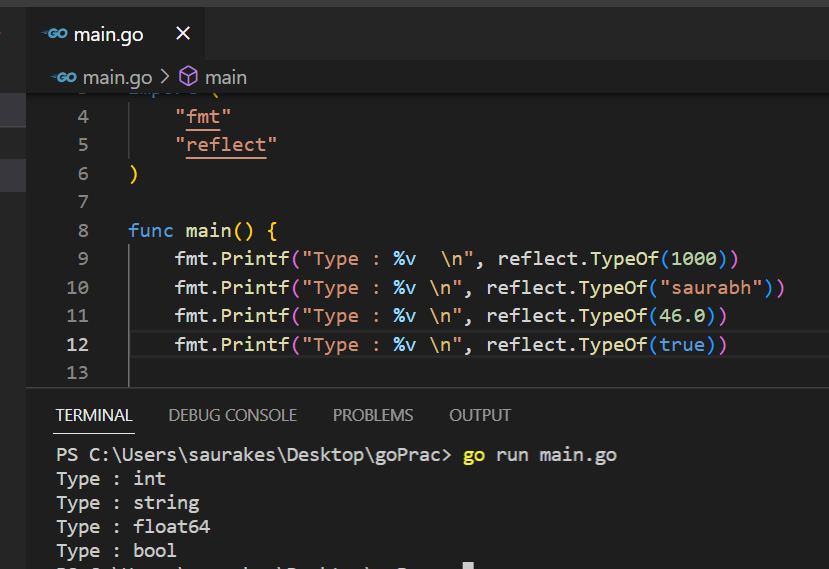 GO main.go ×
GO main.go > main
4 "fmt"
5 "reflect"
6 )
7
8 func main() {
9 fmt.Printf("Type : %v  \n", reflect.TypeOf(1000))
10 fmt.Printf("Type : %v \n", reflect.TypeOf("saurabh"))
11 fmt.Printf("Type : %v \n", reflect.TypeOf(46.0))
12 fmt.Printf("Type : %v \n", reflect.TypeOf(true))
13
TERMINAL DEBUG CONSOLE PROBLEMS OUTPUT
PS C:\Users\saurakes\Desktop\goPrac> go run main.go
Type : int
Type : string
Type : float64
Type : bool